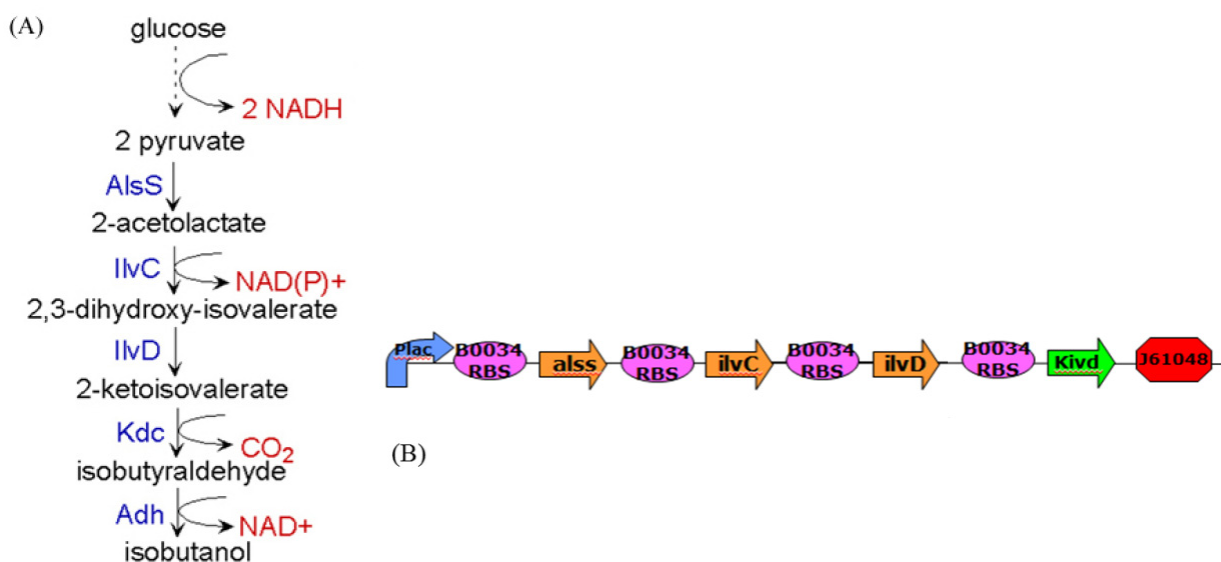 (A)
glucose
2 NADH
2 pyruvate
AlsS
2-acetolactate
IlvC
NAD(P)+
2,3-dihydroxy-isovalerate
IlvD
2-ketoisovalerate
Kdc
CO2
isobutyraldehyde
Adh
NAD+
isobutanol
Plac
B0034
RBS
alss
B0034
RBS
ilvC
B0034
RBS
ilvD
B0034
RBS
Kivd
J61048
(B)